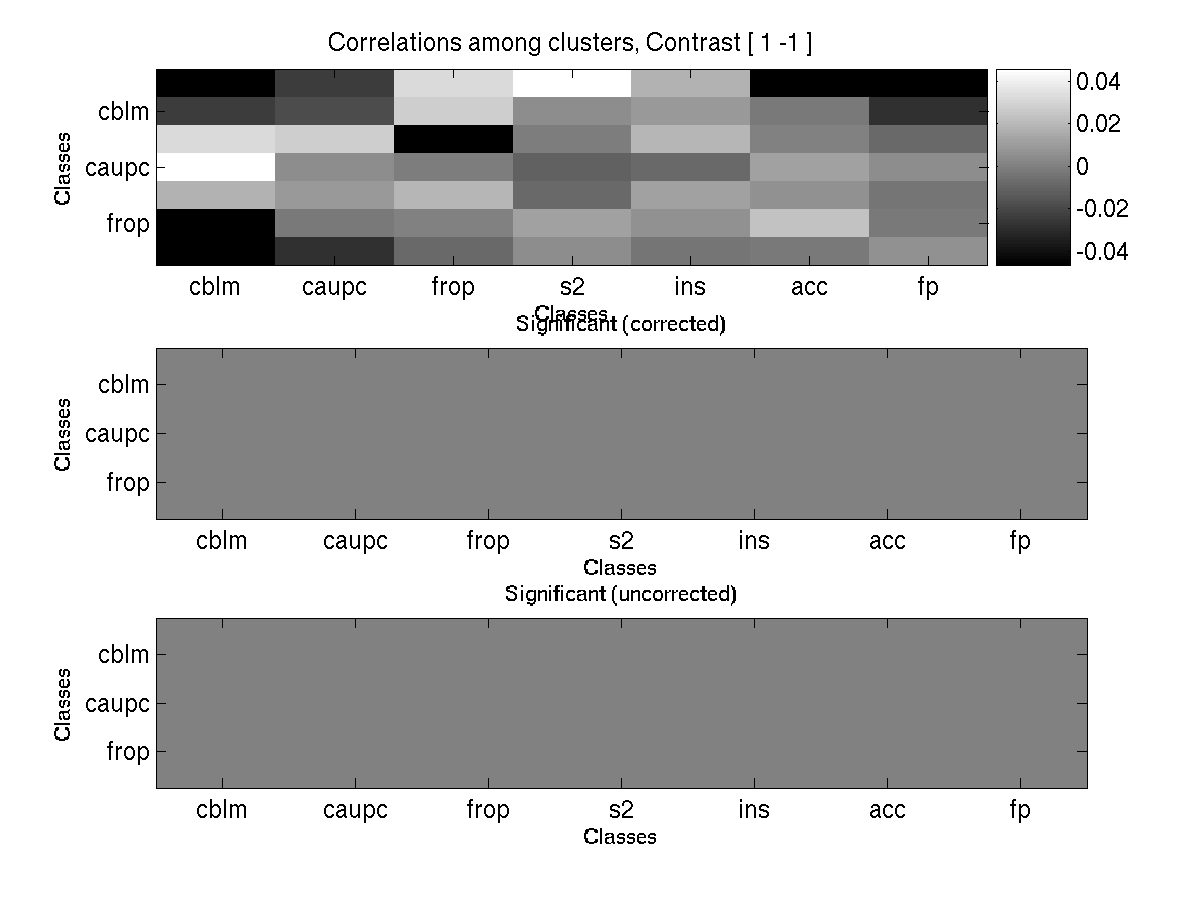 Correlations among clusters, Contrast [ 1 -1 ]
Classes
cblm
caupc
frop
0.04
0.02
0
-0.02
-0.04
cblm caupc frop s2 ins acc fp
Classes
Significant (corrected)
Classes
cblm
caupc
frop
cblm caupc frop s2 ins acc fp
Classes
Significant (uncorrected)
Classes
cblm
caupc
frop
cblm caupc frop s2 ins acc fp
Classes